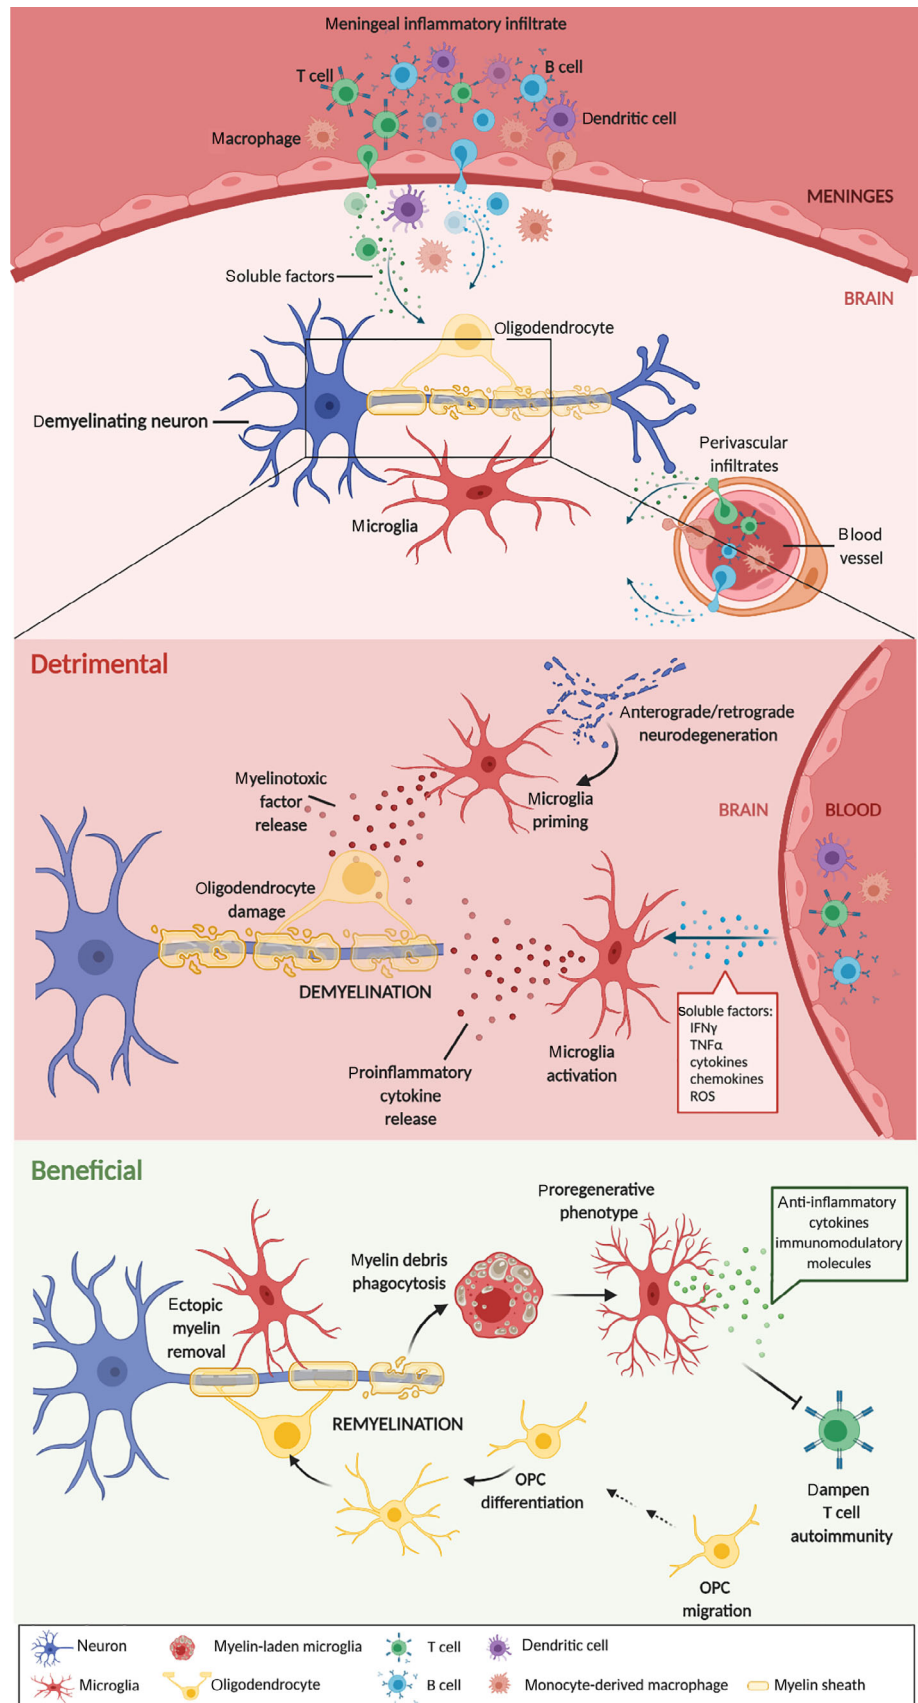 Meningeal inflammatory infiltrate
T cell
B cell
Macrophage
Dendritic cell
MENINGES
Soluble factors
BRAIN
Oligodendrocyte
Demyelinating neuron
Perivascular
infiltrates
Microglia
Blood
vessel
Detrimental
Anterograde/retrograde
neurodegeneration
Myelinotoxic
factor
release
Microglia
priming
BRAIN
BLOOD
Oligodendrocyte
damage
DEMYELINATION
Soluble factors:
IFNγ
TNFα
cytokines
chemokines
ROS
Microglia
activation
Proinflammatory
cytokine
release
Beneficial
Proregenerative
phenotype
Anti-inflammatory
cytokines
immunomodulatory
molecules
Myelin debris
phagocytosis
Ectopic
myelin
removal
REMYELINATION
OPC
differentiation
Dampen
T cell
autoimmunity
OPC
migration
Neuron
Myelin-laden microglia
T cell
Dendritic cell
Microglia
Oligodendrocyte
B cell
Monocyte-derived macrophage
Myelin sheath